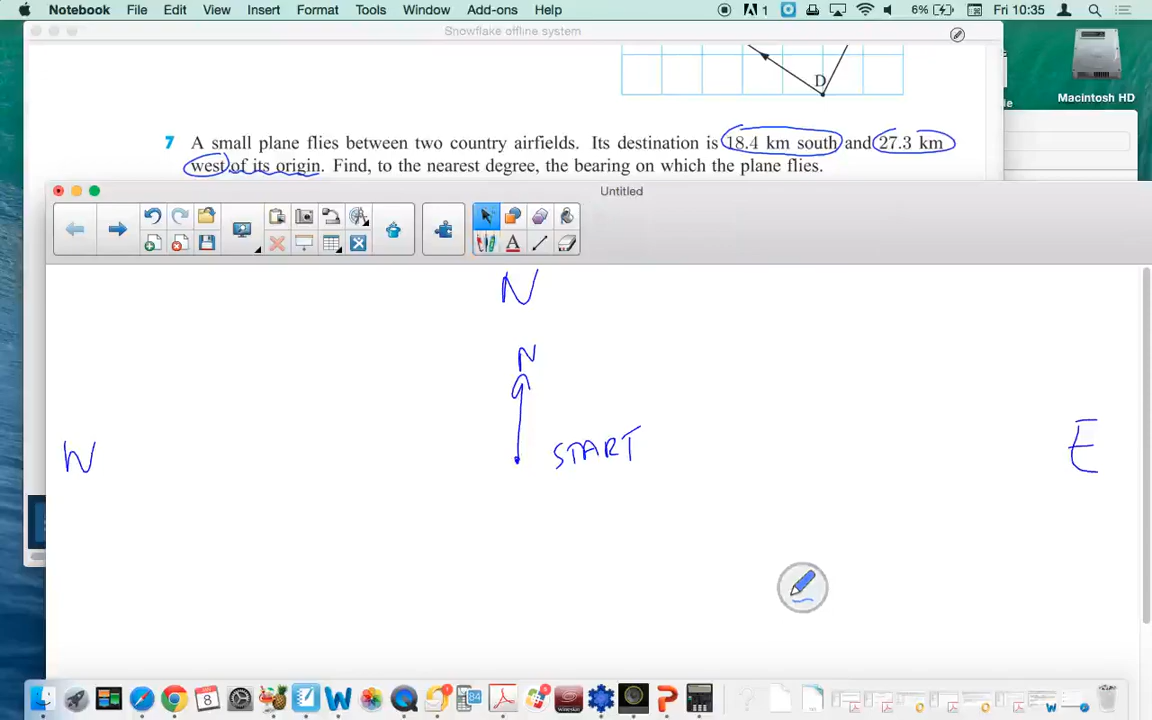 Notebook File Edit View Insert Format Tools Window Add-ons Help 1 6% Fri 10:35
Snowflake offline system
Macintosh HD
D
7 A small plane flies between two country airfields. Its destination is 18.4 km south and 27.3 km
west of its origin. Find, to the nearest degree, the bearing on which the plane flies.
Untitled
A
N
N
START
W
E
8